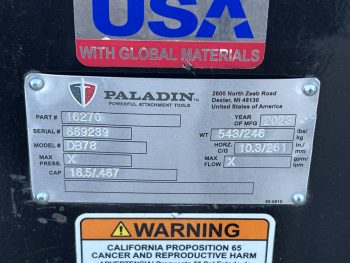 USA
WITH GLOBAL MATERIALS
PALADIN™
POWERFUL ATTACHMENT TOOLS
2800 North Zeeb Road
Dexter, MI 48130
United States of America
PART # 16270
YEAR OF MFG 2023
SERIAL # 889239
WT 543/246 lbs/kg
MODEL # DB78
HORZ. C/G 10.3/261 in./mm
MAX PRESS. X
MAX FLOW X gpm/lpm
CAP 18.5/.467
WARNING
CALIFORNIA PROPOSITION 65
CANCER AND REPRODUCTIVE HARM